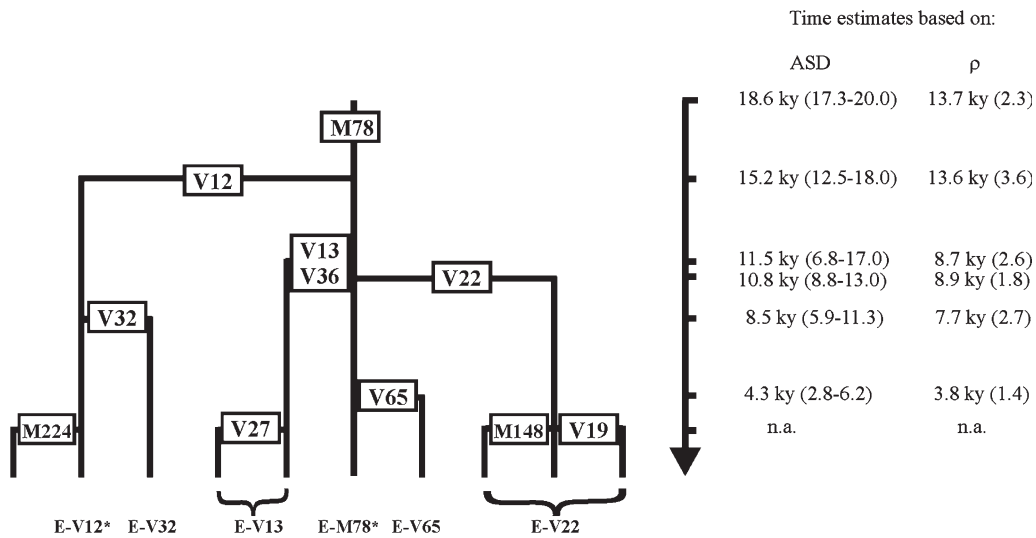 Time estimates based on:
ASD ρ
18.6 ky (17.3-20.0) 13.7 ky (2.3)
M78
V12
15.2 ky (12.5-18.0) 13.6 ky (3.6)
V13
V36
11.5 ky (6.8-17.0) 8.7 ky (2.6)
V22
10.8 ky (8.8-13.0) 8.9 ky (1.8)
V32
8.5 ky (5.9-11.3) 7.7 ky (2.7)
V65
4.3 ky (2.8-6.2) 3.8 ky (1.4)
M224 V27 M148 V19
n.a. n.a.
E-V12* E-V32 E-V13 E-M78* E-V65 E-V22